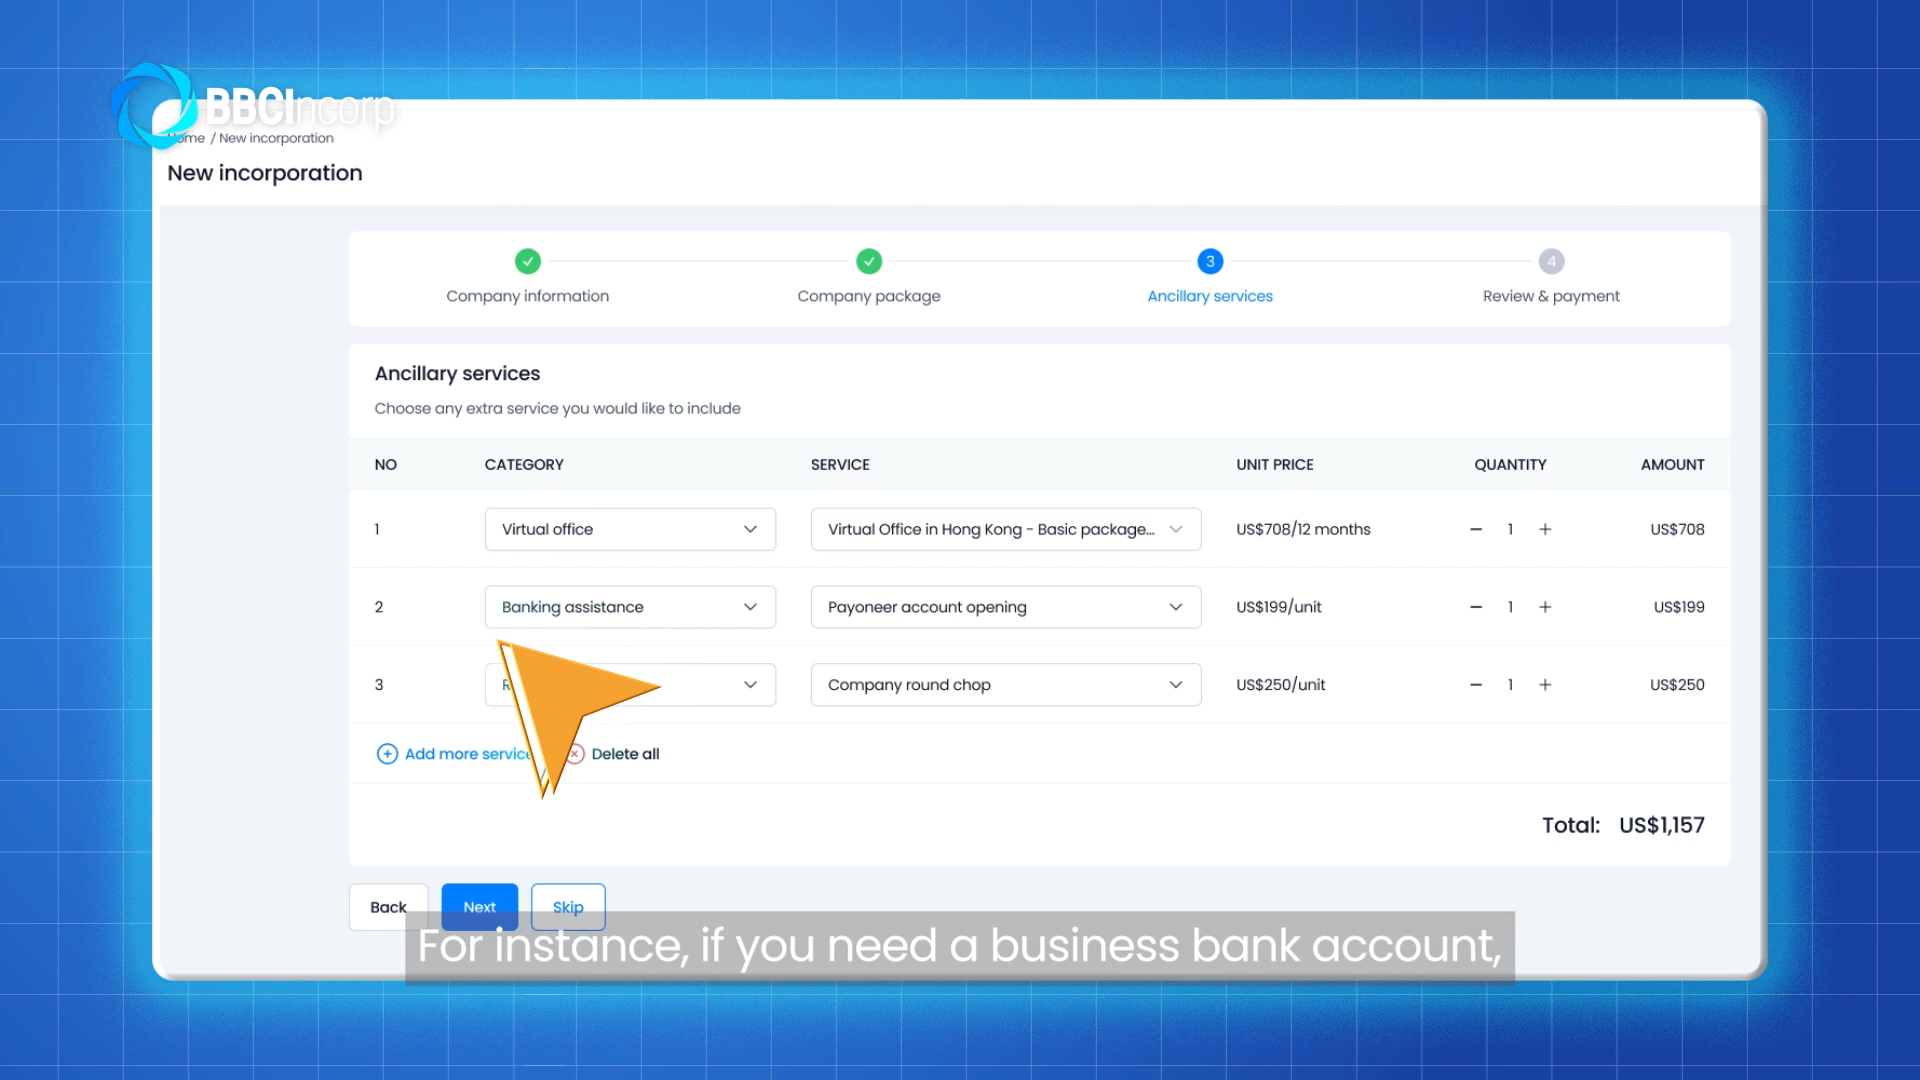 BBCIncorp
Home / New incorporation
New incorporation
3
4
Company information
Company package
Ancillary services
Review & payment
Ancillary services
Choose any extra service you would like to include
NO CATEGORY SERVICE UNIT PRICE QUANTITY AMOUNT
1 Virtual office Virtual Office in Hong Kong - Basic package... US$708/12 months − 1 + US$708
2 Banking assistance Payoneer account opening US$199/unit − 1 + US$199
3 Company round chop US$250/unit − 1 + US$250
Add more service Delete all
Total: US$1,157
Back Next Skip
For instance, if you need a business bank account,